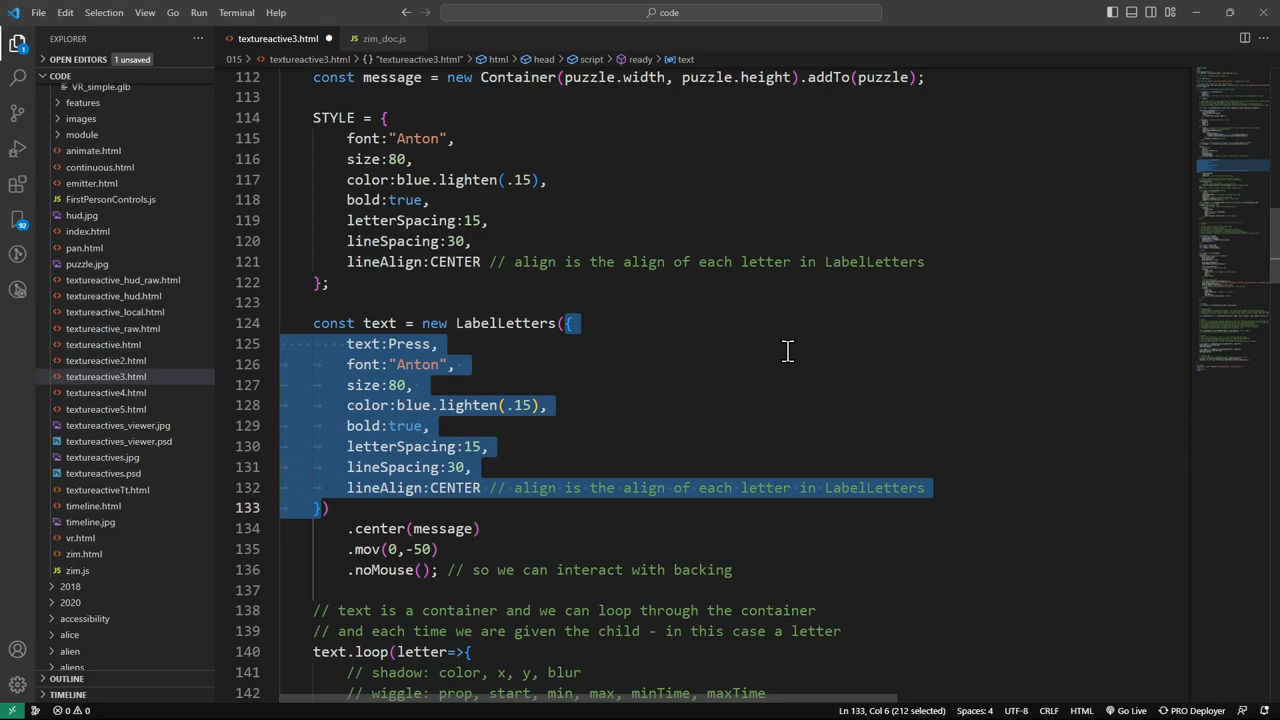 File Edit Selection View Go Run Terminal Help
code
EXPLORER
textureactive3.html
zim_doc.js
OPEN EDITORS 1 unsaved
015 > textureactive3.html > {} "textureactive3.html" > html > head > script > ready > text
CODE
VR_simple.glb
features
images
module
animate.html
continuous.html
emitter.html
FirstPersonControls.js
hud.jpg
index.html
pan.html
puzzle.jpg
textureactive_hud_raw.html
textureactive_hud.html
textureactive_local.html
textureactive_raw.html
textureactive.html
textureactive2.html
textureactive3.html
textureactive4.html
textureactive5.html
textureactives_viewer.jpg
textureactives_viewer.psd
textureactives.jpg
textureactives.psd
textureactiveTt.html
timeline.html
timeline.jpg
vr.html
zim.html
zim.js
2018
2020
accessibility
alice
alien
aliens
OUTLINE
TIMELINE
1
92
112 const message = new Container(puzzle.width, puzzle.height).addTo(puzzle);
113
114 STYLE = {
115 font:"Anton",
116 size:80,
117 color:blue.lighten(.15),
118 bold:true,
119 letterSpacing:15,
120 lineSpacing:30,
121 lineAlign:CENTER // align is the align of each letter in LabelLetters
122 };
123
124 const text = new LabelLetters({
125 text:Press,
126 font:"Anton",
127 size:80,
128 color:blue.lighten(.15),
129 bold:true,
130 letterSpacing:15,
131 lineSpacing:30,
132 lineAlign:CENTER // align is the align of each letter in LabelLetters
133 })
134 .center(message)
135 .mov(0,-50)
136 .noMouse(); // so we can interact with backing
137
138 // text is a container and we can loop through the container
139 // and each time we are given the child - in this case a letter
140 text.loop(letter=>{
141 // shadow: color, x, y, blur
142 // wiggle: prop, start, min, max, minTime, maxTime
0 0 Ln 133, Col 6 (212 selected) Spaces: 4 UTF-8 CRLF HTML Go Live PRO Deployer